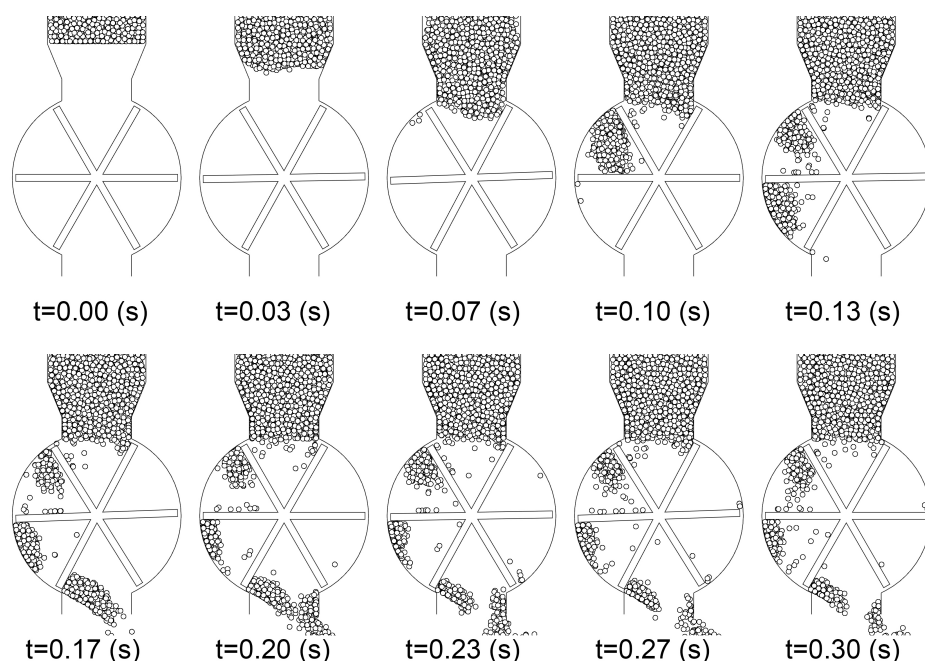 t=0.00 (s) t=0.03 (s) t=0.07 (s) t=0.10 (s) t=0.13 (s)
t=0.17 (s) t=0.20 (s) t=0.23 (s) t=0.27 (s) t=0.30 (s)